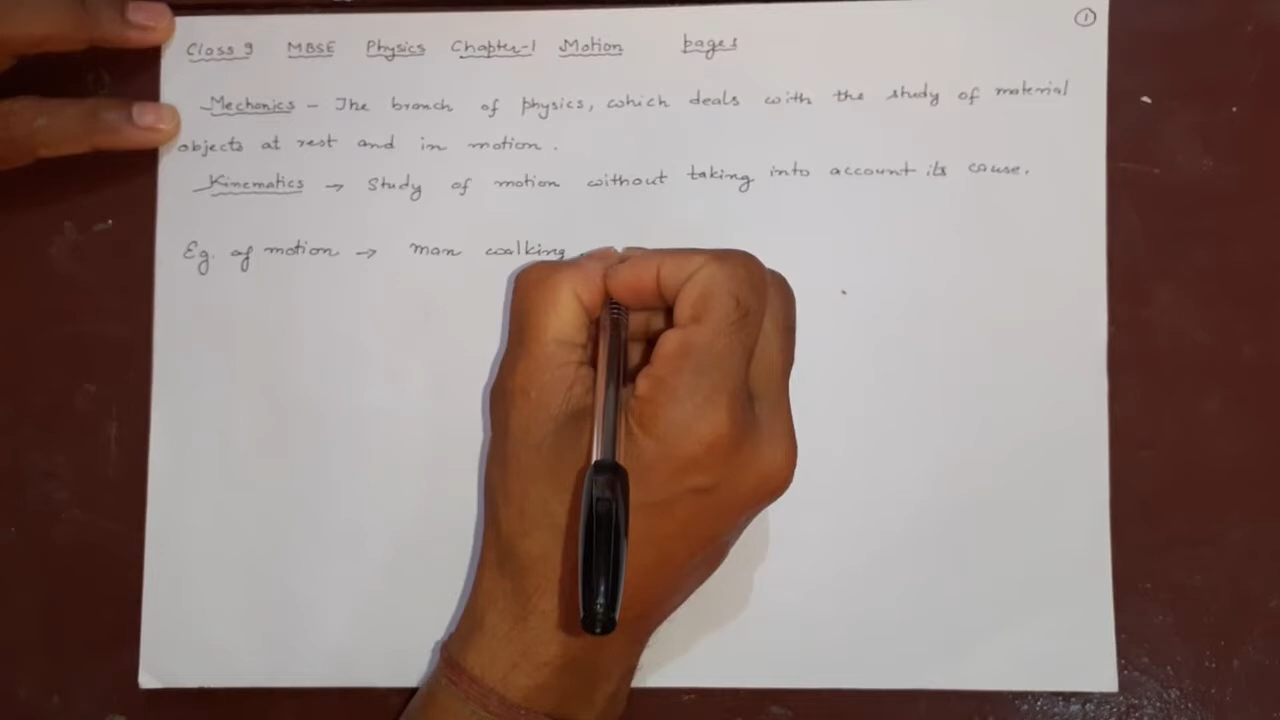 ①
Class 9 MBSE Physics Chapter-1 Motion pages
Mechanics - The branch of physics, which deals with the study of material
objects at rest and in motion.
Kinematics → Study of motion without taking into account its cause.
Eg. of motion → man walking